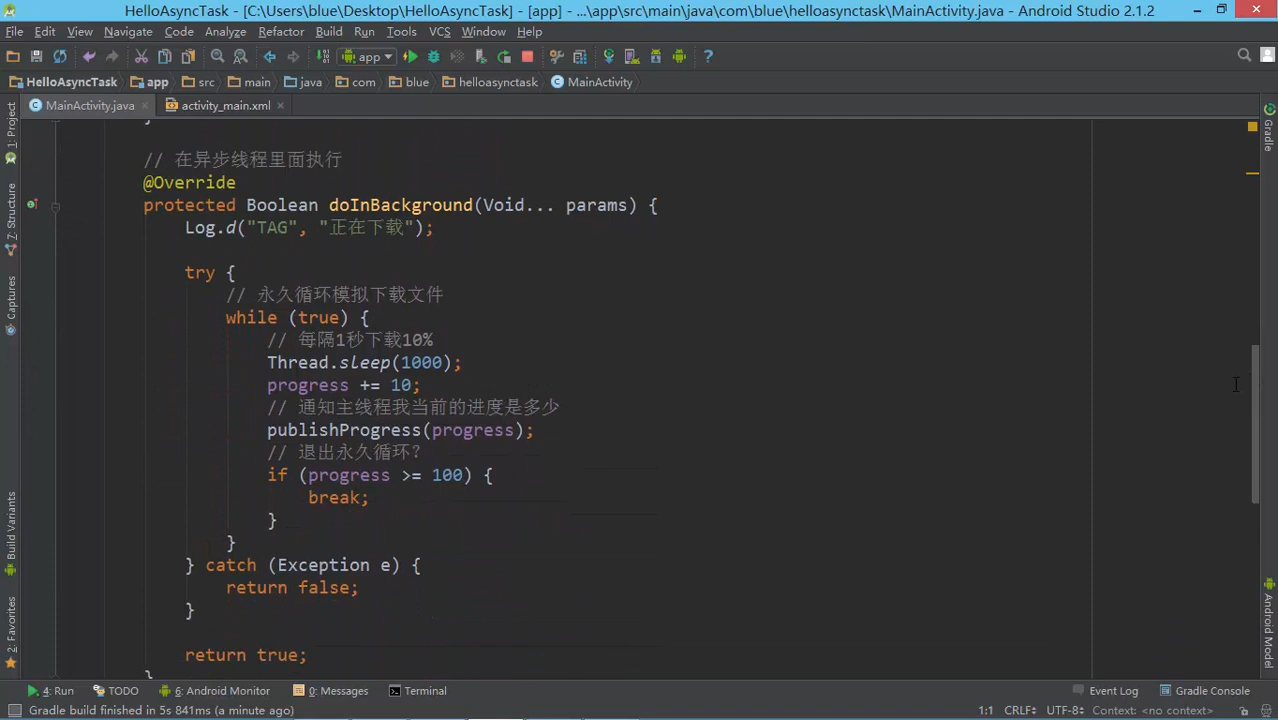 HelloAsyncTask - [C:\Users\blue\Desktop\HelloAsyncTask] - [app] - ...\app\src\main\java\com\blue\helloasynctask\MainActivity.java - Android Studio 2.1.2
File Edit View Navigate Code Analyze Refactor Build Run Tools VCS Window Help
app
HelloAsyncTask app src main java com blue helloasynctask MainActivity
MainActivity.java activity_main.xml
1: Project
7: Structure
Captures
Build Variants
2: Favorites
Gradle
Android Model
}
// 在异步线程里面执行
@Override
protected Boolean doInBackground(Void... params) {
Log.d("TAG", "正在下载");
try {
// 永久循环模拟下载文件
while (true) {
// 每隔1秒下载10%
Thread.sleep(1000);
progress += 10;
// 通知主线程我当前的进度是多少
publishProgress(progress);
// 退出永久循环?
if (progress >= 100) {
break;
}
}
} catch (Exception e) {
return false;
}
return true;
}
4: Run TODO 6: Android Monitor 0: Messages Terminal Event Log Gradle Console
Gradle build finished in 5s 841ms (a minute ago) 1:1 CRLF UTF-8 Context: <no context>